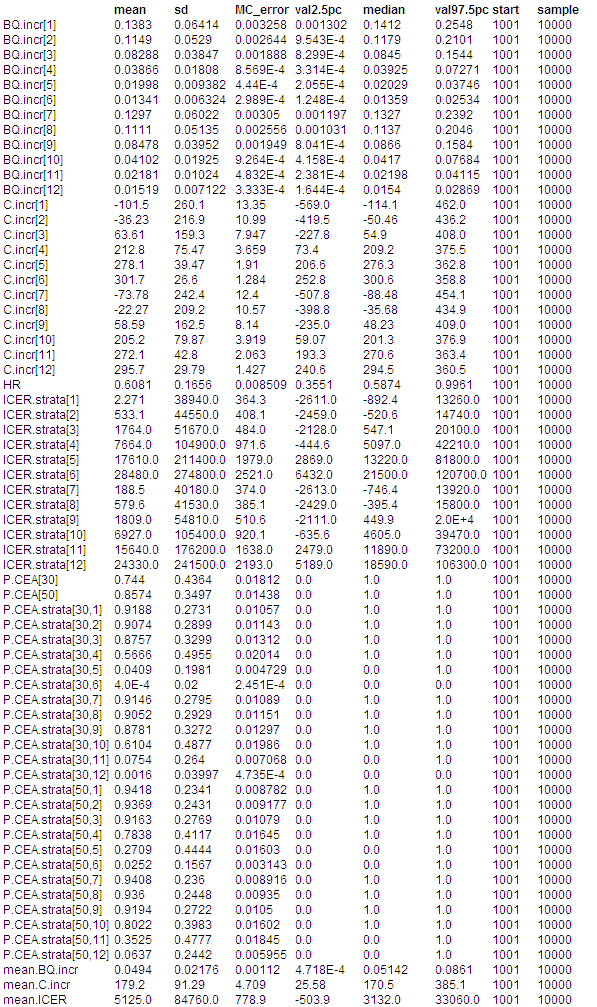 mean sd MC_error val2.5pc median val97.5pc start sample
BQ.incr[1] 0.1383 0.06414 0.003258 0.001302 0.1412 0.2548 1001 10000
BQ.incr[2] 0.1149 0.0529 0.002644 9.543E-4 0.1179 0.2101 1001 10000
BQ.incr[3] 0.08288 0.03847 0.001888 8.299E-4 0.0845 0.1544 1001 10000
BQ.incr[4] 0.03866 0.01808 8.569E-4 3.314E-4 0.03925 0.07271 1001 10000
BQ.incr[5] 0.01998 0.009382 4.44E-4 2.055E-4 0.02029 0.03746 1001 10000
BQ.incr[6] 0.01341 0.006324 2.989E-4 1.248E-4 0.01359 0.02534 1001 10000
BQ.incr[7] 0.1297 0.06022 0.00305 0.001197 0.1327 0.2392 1001 10000
BQ.incr[8] 0.1111 0.05135 0.002556 0.001031 0.1137 0.2046 1001 10000
BQ.incr[9] 0.08478 0.03952 0.001949 8.041E-4 0.0866 0.1584 1001 10000
BQ.incr[10] 0.04102 0.01925 9.264E-4 4.158E-4 0.0417 0.07684 1001 10000
BQ.incr[11] 0.02181 0.01024 4.832E-4 2.381E-4 0.02198 0.04115 1001 10000
BQ.incr[12] 0.01519 0.007122 3.333E-4 1.644E-4 0.0154 0.02869 1001 10000
C.incr[1] -101.5 260.1 13.35 -569.0 -114.1 462.0 1001 10000
C.incr[2] -36.23 216.9 10.99 -419.5 -50.46 436.2 1001 10000
C.incr[3] 63.61 159.3 7.947 -227.8 54.9 408.0 1001 10000
C.incr[4] 212.8 75.47 3.659 73.4 209.2 375.5 1001 10000
C.incr[5] 278.1 39.47 1.91 206.6 276.3 362.8 1001 10000
C.incr[6] 301.7 26.6 1.284 252.8 300.6 358.8 1001 10000
C.incr[7] -73.78 242.4 12.4 -507.8 -88.48 454.1 1001 10000
C.incr[8] -22.27 209.2 10.57 -398.8 -35.68 434.9 1001 10000
C.incr[9] 58.59 162.5 8.14 -235.0 48.23 409.0 1001 10000
C.incr[10] 205.2 79.87 3.919 59.07 201.3 376.9 1001 10000
C.incr[11] 272.1 42.8 2.063 193.3 270.6 363.4 1001 10000
C.incr[12] 295.7 29.79 1.427 240.6 294.5 360.5 1001 10000
HR 0.6081 0.1656 0.008509 0.3551 0.5874 0.9961 1001 10000
ICER.strata[1] 2.271 38940.0 364.3 -2611.0 -892.4 13260.0 1001 10000
ICER.strata[2] 533.1 44550.0 408.1 -2459.0 -520.6 14740.0 1001 10000
ICER.strata[3] 1764.0 51670.0 484.0 -2128.0 547.1 20100.0 1001 10000
ICER.strata[4] 7664.0 104900.0 971.6 -444.6 5097.0 42210.0 1001 10000
ICER.strata[5] 17610.0 211400.0 1979.0 2869.0 13220.0 81800.0 1001 10000
ICER.strata[6] 28480.0 274800.0 2521.0 6432.0 21500.0 120700.0 1001 10000
ICER.strata[7] 188.5 40180.0 374.0 -2613.0 -746.4 13920.0 1001 10000
ICER.strata[8] 579.6 41530.0 385.1 -2429.0 -395.4 15800.0 1001 10000
ICER.strata[9] 1809.0 54810.0 510.6 -2111.0 449.9 2.0E+4 1001 10000
ICER.strata[10] 6927.0 105400.0 920.1 -635.6 4605.0 39470.0 1001 10000
ICER.strata[11] 15640.0 176200.0 1638.0 2479.0 11890.0 73200.0 1001 10000
ICER.strata[12] 24330.0 241500.0 2193.0 5189.0 18590.0 106300.0 1001 10000
P.CEA[30] 0.744 0.4364 0.01812 0.0 1.0 1.0 1001 10000
P.CEA[50] 0.8574 0.3497 0.01438 0.0 1.0 1.0 1001 10000
P.CEA.strata[30,1] 0.9188 0.2731 0.01057 0.0 1.0 1.0 1001 10000
P.CEA.strata[30,2] 0.9074 0.2899 0.01143 0.0 1.0 1.0 1001 10000
P.CEA.strata[30,3] 0.8757 0.3299 0.01312 0.0 1.0 1.0 1001 10000
P.CEA.strata[30,4] 0.5666 0.4955 0.02014 0.0 1.0 1.0 1001 10000
P.CEA.strata[30,5] 0.0409 0.1981 0.004729 0.0 0.0 1.0 1001 10000
P.CEA.strata[30,6] 4.0E-4 0.02 2.451E-4 0.0 0.0 0.0 1001 10000
P.CEA.strata[30,7] 0.9146 0.2795 0.01089 0.0 1.0 1.0 1001 10000
P.CEA.strata[30,8] 0.9052 0.2929 0.01151 0.0 1.0 1.0 1001 10000
P.CEA.strata[30,9] 0.8781 0.3272 0.01297 0.0 1.0 1.0 1001 10000
P.CEA.strata[30,10] 0.6104 0.4877 0.01986 0.0 1.0 1.0 1001 10000
P.CEA.strata[30,11] 0.0754 0.264 0.007068 0.0 0.0 1.0 1001 10000
P.CEA.strata[30,12] 0.0016 0.03997 4.735E-4 0.0 0.0 0.0 1001 10000
P.CEA.strata[50,1] 0.9418 0.2341 0.008782 0.0 1.0 1.0 1001 10000
P.CEA.strata[50,2] 0.9369 0.2431 0.009177 0.0 1.0 1.0 1001 10000
P.CEA.strata[50,3] 0.9163 0.2769 0.01079 0.0 1.0 1.0 1001 10000
P.CEA.strata[50,4] 0.7838 0.4117 0.01645 0.0 1.0 1.0 1001 10000
P.CEA.strata[50,5] 0.2709 0.4444 0.01603 0.0 0.0 1.0 1001 10000
P.CEA.strata[50,6] 0.0252 0.1567 0.003143 0.0 0.0 1.0 1001 10000
P.CEA.strata[50,7] 0.9408 0.236 0.008916 0.0 1.0 1.0 1001 10000
P.CEA.strata[50,8] 0.936 0.2448 0.00935 0.0 1.0 1.0 1001 10000
P.CEA.strata[50,9] 0.9194 0.2722 0.0105 0.0 1.0 1.0 1001 10000
P.CEA.strata[50,10] 0.8022 0.3983 0.01602 0.0 1.0 1.0 1001 10000
P.CEA.strata[50,11] 0.3525 0.4777 0.01845 0.0 0.0 1.0 1001 10000
P.CEA.strata[50,12] 0.0637 0.2442 0.005955 0.0 0.0 1.0 1001 10000
mean.BQ.incr 0.0494 0.02176 0.00112 4.718E-4 0.05142 0.0861 1001 10000
mean.C.incr 179.2 91.29 4.709 25.58 170.5 385.1 1001 10000
mean.ICER 5125.0 84760.0 778.9 -503.9 3132.0 33060.0 1001 10000